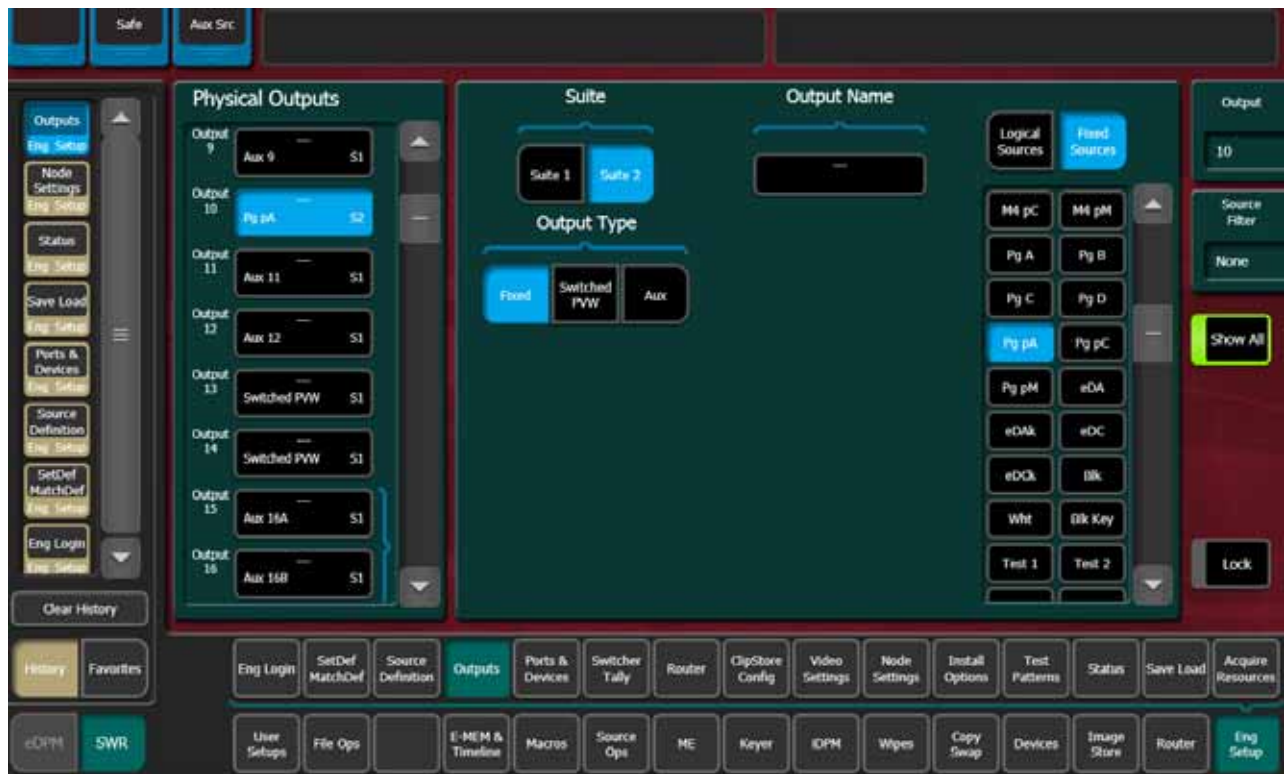 Safe
Aux Src
Outputs
Eng Setup
Node
Settings
Eng Setup
Status
Eng Setup
Save Load
Eng Setup
Ports &
Devices
Eng Setup
Source
Definition
Eng Setup
SetDef
MatchDef
Eng Setup
Eng Login
Eng Setup
Clear History
History
Favorites
eDPM
SWR
Physical Outputs
Output
9
Aux 9
S1
Output
10
Pg pA
S2
Output
11
Aux 11
S1
Output
12
Aux 12
S1
Output
13
Switched PVW
S1
Output
14
Switched PVW
S1
Output
15
Aux 16A
S1
Output
16
Aux 16B
S1
Suite
Suite 1
Suite 2
Output Type
Fixed
Switched
PVW
Aux
Output Name
Logical
Sources
Fixed
Sources
M4 pC
M4 pM
Pg A
Pg B
Pg C
Pg D
Pg pA
Pg pC
Pg pM
eDA
eDAk
eDC
eDCk
Blk
Wht
Blk Key
Test 1
Test 2
Output
10
Source
Filter
None
Show All
Lock
Eng Login
SetDef
MatchDef
Source
Definition
Outputs
Ports &
Devices
Switcher
Tally
Router
ClipStore
Config
Video
Settings
Node
Settings
Install
Options
Test
Patterns
Status
Save Load
Acquire
Resources
User
Setups
File Ops
E-MEM &
Timeline
Macros
Source
Ops
ME
Keyer
iDPM
Wipes
Copy
Swap
Devices
Image
Store
Router
Eng
Setup